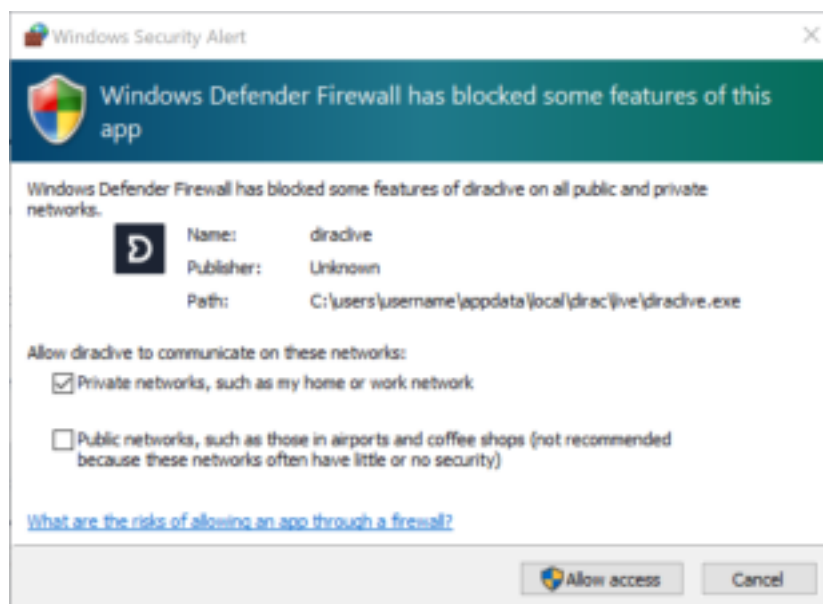 Windows Security Alert
Windows Defender Firewall has blocked some features of this
app
Windows Defender Firewall has blocked some features of diraclive on all public and private
networks.
Name: diraclive
Publisher: Unknown
Path: C:\users\username\appdata\local\dirac\live\diraclive.exe
Allow diraclive to communicate on these networks:
Private networks, such as my home or work network
Public networks, such as those in airports and coffee shops (not recommended
because these networks often have little or no security)
What are the risks of allowing an app through a firewall?
Allow access Cancel